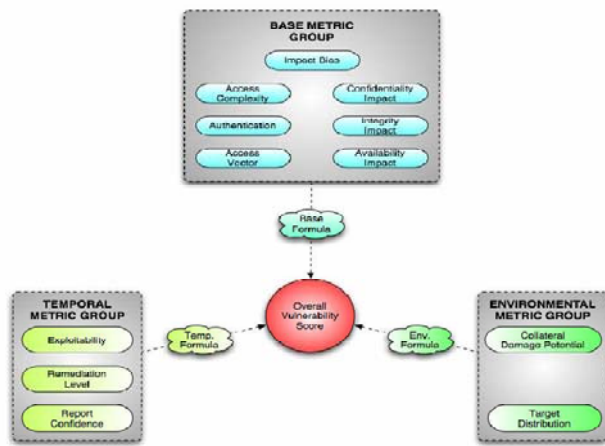 BASE METRIC
GROUP
Impact Bias
Access
Complexity
Confidentiality
Impact
Authentication
Integrity
Impact
Access
Vector
Availability
Impact
Base
Formula
TEMPORAL
METRIC GROUP
Exploitability
Remediation
Level
Report
Confidence
Temp.
Formula
Overall
Vulnerability
Score
Env.
Formula
ENVIRONMENTAL
METRIC GROUP
Collateral
Damage Potential
Target
Distribution